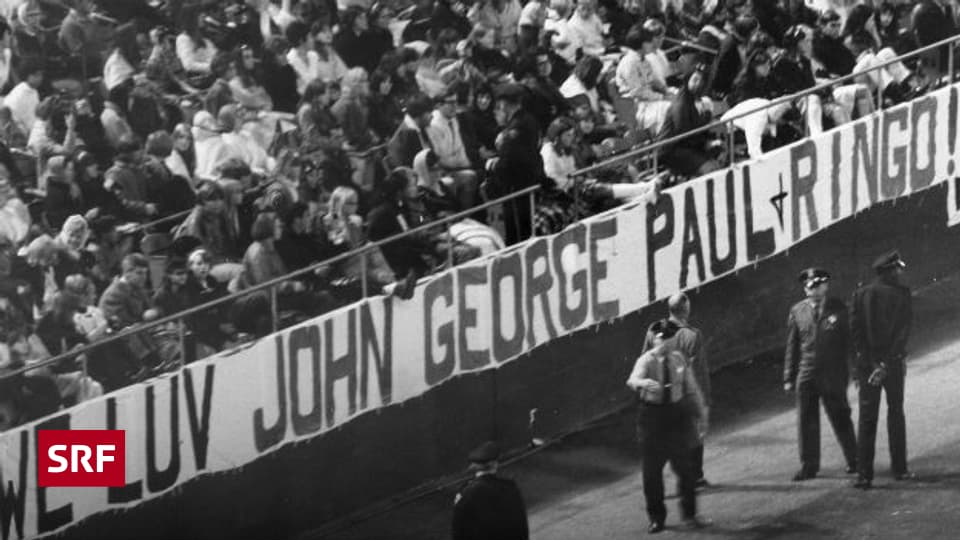 WE LUV JOHN GEORGE PAUL + RINGO!
SRF